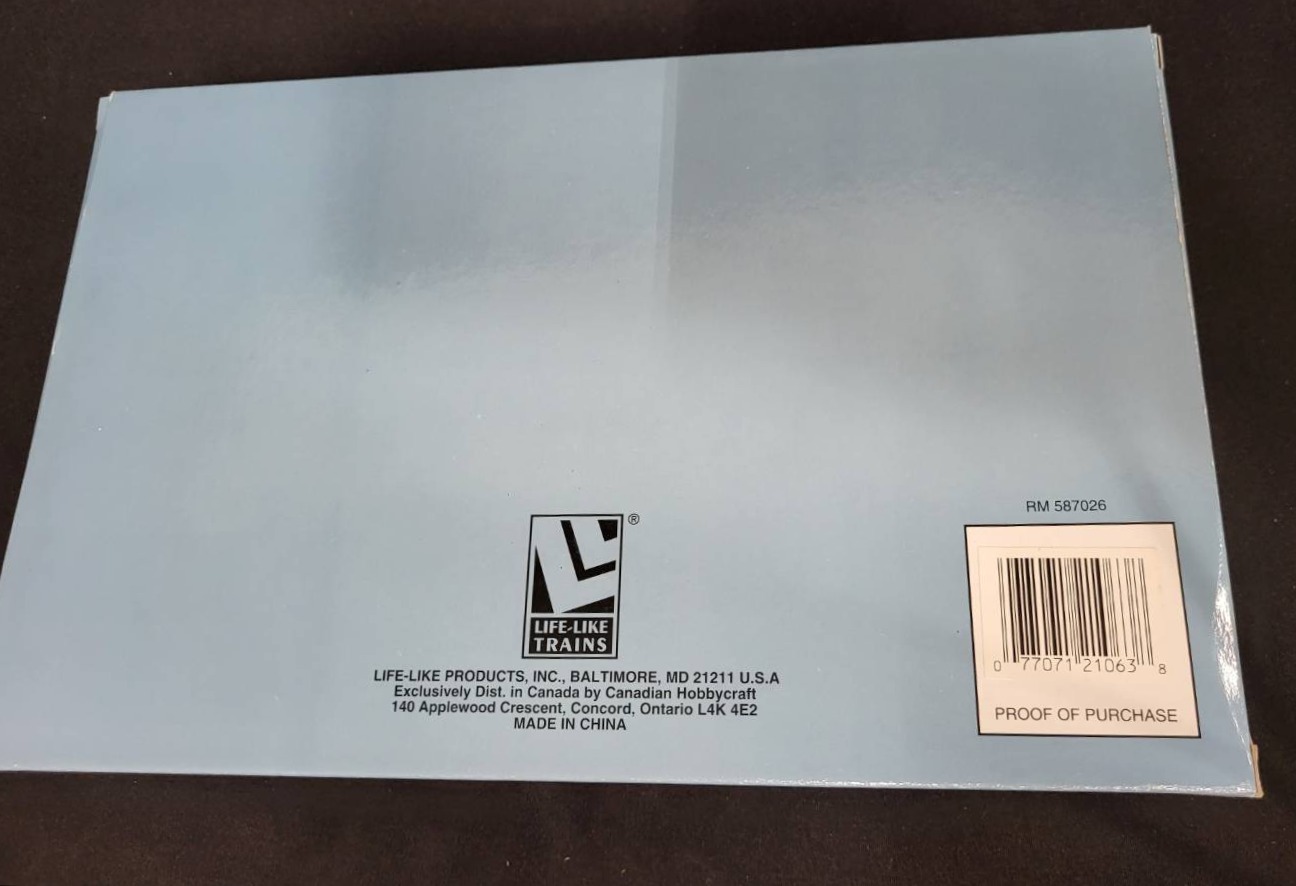 RM 587026
®
LIFE-LIKE
TRAINS
LIFE-LIKE PRODUCTS, INC., BALTIMORE, MD 21211 U.S.A
Exclusively Dist. in Canada by Canadian Hobbycraft
140 Applewood Crescent, Concord, Ontario L4K 4E2
MADE IN CHINA
0 77071 21063 8
PROOF OF PURCHASE